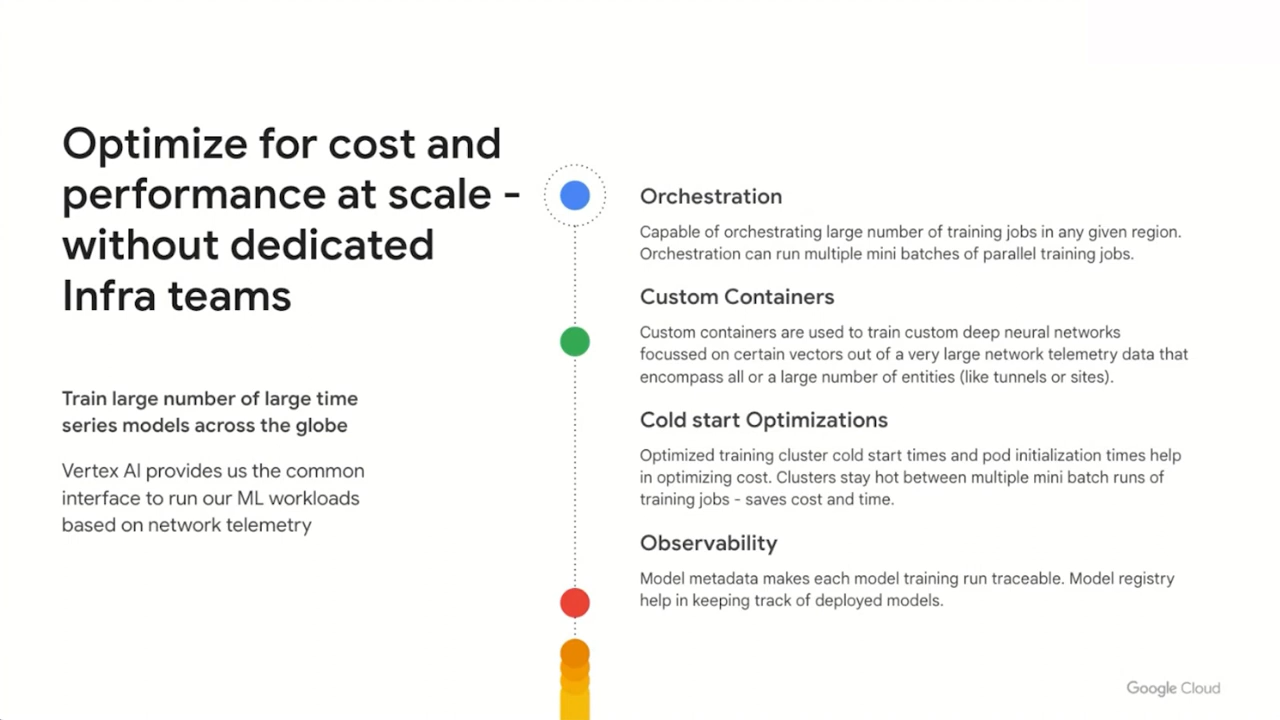 Optimize for cost and
performance at scale -
without dedicated
Infra teams
Train large number of large time
series models across the globe
Vertex AI provides us the common
interface to run our ML workloads
based on network telemetry
Orchestration
Capable of orchestrating large number of training jobs in any given region.
Orchestration can run multiple mini batches of parallel training jobs.
Custom Containers
Custom containers are used to train custom deep neural networks
focussed on certain vectors out of a very large network telemetry data that
encompass all or a large number of entities (like tunnels or sites).
Cold start Optimizations
Optimized training cluster cold start times and pod initialization times help
in optimizing cost. Clusters stay hot between multiple mini batch runs of
training jobs - saves cost and time.
Observability
Model metadata makes each model training run traceable. Model registry
help in keeping track of deployed models.
Google Cloud